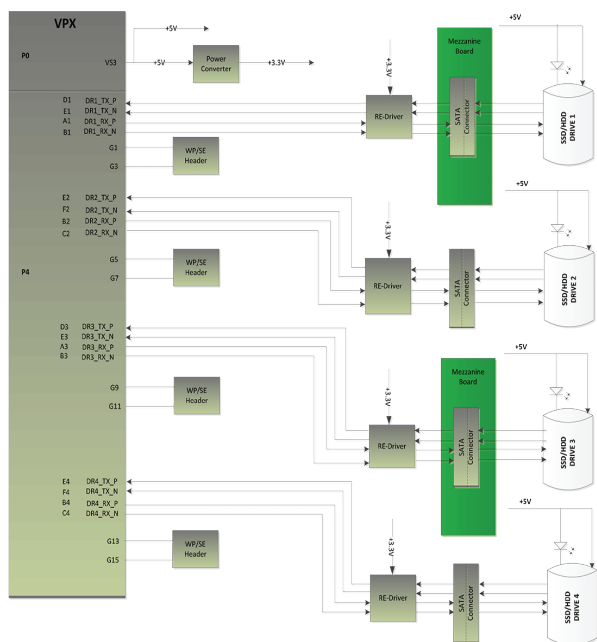 VPX
P0
+5V
VS3
+5V
Power
Converter
+3.3V
D1 DR1_TX_P
E1 DR1_TX_N
A1 DR1_RX_P
B1 DR1_RX_N
+3.3V
RE-Driver
Mezzanine
Board
SATA
Connector
+5V
SSD/HDD
DRIVE 1
G1
G3
WP/SE
Header
E2 DR2_TX_P
F2 DR2_TX_N
B2 DR2_RX_P
C2 DR2_RX_N
+3.3V
RE-Driver
SATA
Connector
+5V
SSD/HDD
DRIVE 2
P4
G5
G7
WP/SE
Header
D3 DR3_TX_P
E3 DR3_TX_N
A3 DR3_RX_P
B3 DR3_RX_N
+3.3V
RE-Driver
Mezzanine
Board
SATA
Connector
+5V
SSD/HDD
DRIVE 3
G9
G11
WP/SE
Header
E4 DR4_TX_P
F4 DR4_TX_N
B4 DR4_RX_P
C4 DR4_RX_N
+3.3V
RE-Driver
SATA
Connector
+5V
SSD/HDD
DRIVE 4
G13
G15
WP/SE
Header